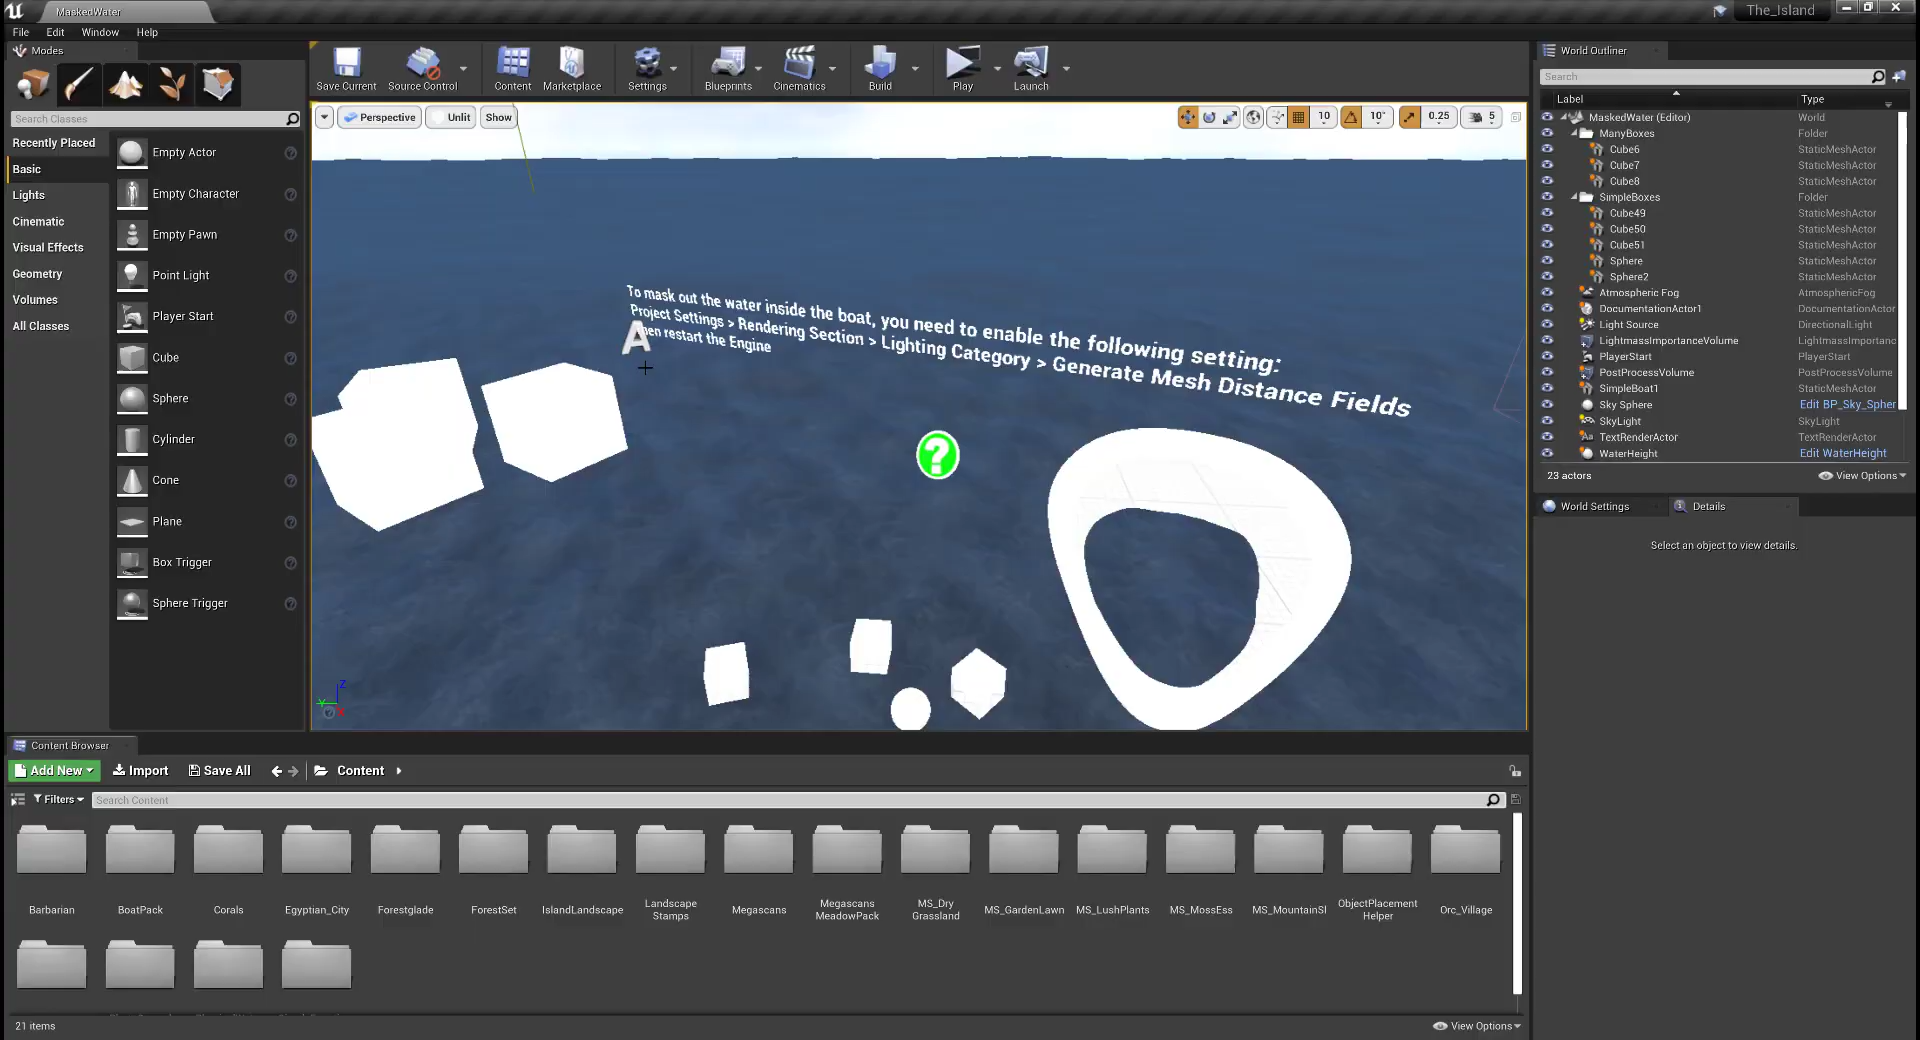 MaskedWater
The_Island
File Edit Window Help
Modes
Search Classes
Recently Placed
Basic
Lights
Cinematic
Visual Effects
Geometry
Volumes
All Classes
Empty Actor
Empty Character
Empty Pawn
Point Light
Player Start
Cube
Sphere
Cylinder
Cone
Plane
Box Trigger
Sphere Trigger
Save Current Source Control Content Marketplace Settings Blueprints Cinematics Build Play Launch
Perspective Unlit Show
10 10° 0.25 5
To mask out the water inside the boat, you need to enable the following setting:
Project Settings > Rendering Section > Lighting Category > Generate Mesh Distance Fields
restart the Engine
A
?
Z
Y
X
World Outliner
Search
Label Type
MaskedWater (Editor) World
ManyBoxes Folder
Cube6 StaticMeshActor
Cube7 StaticMeshActor
Cube8 StaticMeshActor
SimpleBoxes Folder
Cube49 StaticMeshActor
Cube50 StaticMeshActor
Cube51 StaticMeshActor
Sphere StaticMeshActor
Sphere2 StaticMeshActor
Atmospheric Fog AtmosphericFog
DocumentationActor1 DocumentationActor
Light Source DirectionalLight
LightmassImportanceVolume LightmassImportanc
PlayerStart PlayerStart
PostProcessVolume PostProcessVolume
SimpleBoat1 StaticMeshActor
Sky Sphere Edit BP_Sky_Spher
SkyLight SkyLight
TextRenderActor TextRenderActor
WaterHeight Edit WaterHeight
23 actors View Options
World Settings Details
Select an object to view details.
Content Browser
Add New Import Save All Content
Filters Search Content
Barbarian BoatPack Corals Egyptian_City Forestglade ForestSet IslandLandscape Landscape Stamps Megascans Megascans MeadowPack MS_Dry Grassland MS_GardenLawn MS_LushPlants MS_MossEss MS_MountainSl ObjectPlacement Helper Orc_Village
21 items View Options